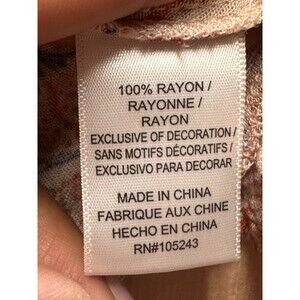 100% RAYON /
RAYONNE /
RAYON
EXCLUSIVE OF DECORATION /
SANS MOTIFS DÉCORATIFS /
EXCLUSIVO PARA DECORAR
MADE IN CHINA
FABRIQUE AUX CHINE
HECHO EN CHINA
RN#105243